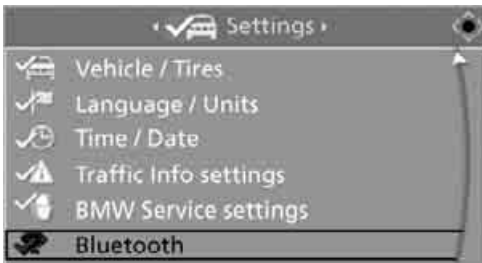 Settings
Vehicle / Tires
Language / Units
Time / Date
Traffic Info settings
BMW Service settings
Bluetooth